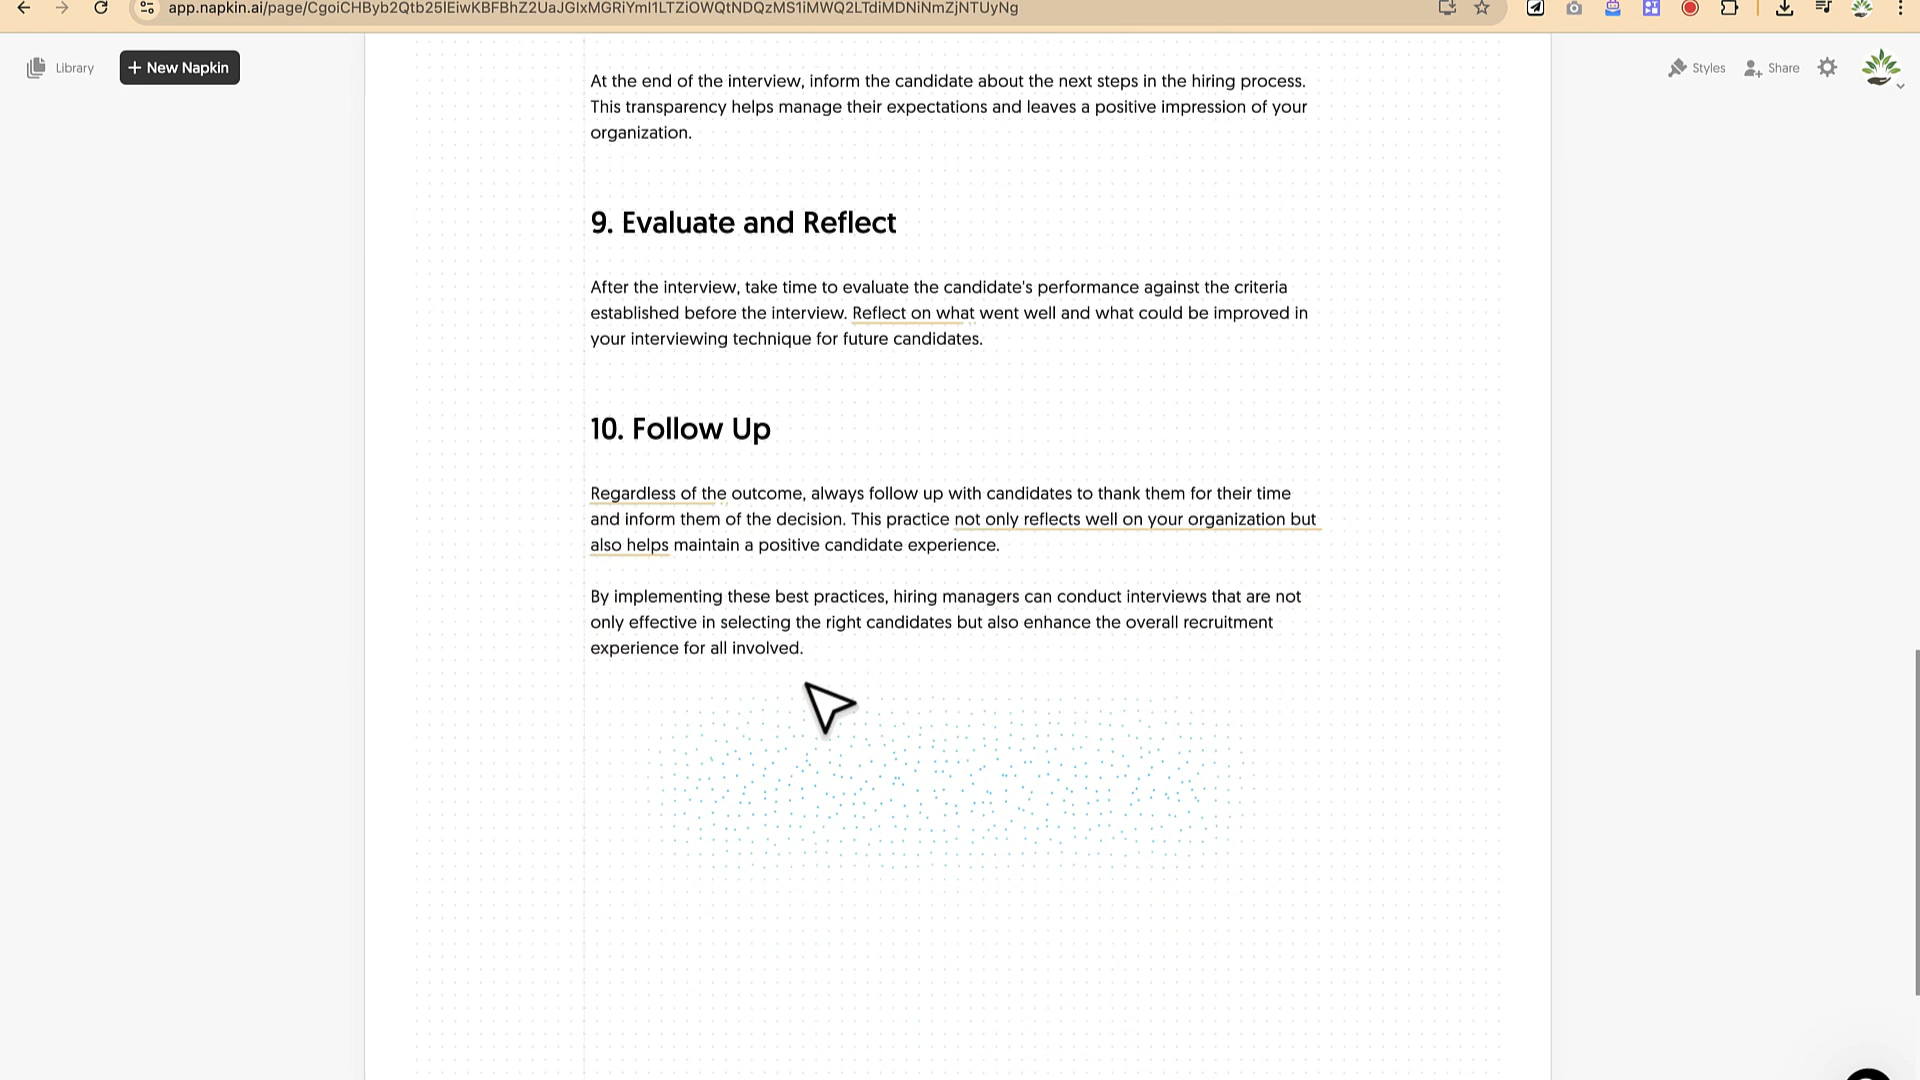 app.napkin.ai/page/CgoiCHByb2Qtb25lEiwKBFBhZ2UaJGIxMGRiYmI1LTZiOWQtNDQzMS1iMWQ2LTdiMDNiNmZjNTUyNg
Library
+ New Napkin
Styles
Share
At the end of the interview, inform the candidate about the next steps in the hiring process.
This transparency helps manage their expectations and leaves a positive impression of your
organization.
9. Evaluate and Reflect
After the interview, take time to evaluate the candidate's performance against the criteria
established before the interview. Reflect on what went well and what could be improved in
your interviewing technique for future candidates.
10. Follow Up
Regardless of the outcome, always follow up with candidates to thank them for their time
and inform them of the decision. This practice not only reflects well on your organization but
also helps maintain a positive candidate experience.
By implementing these best practices, hiring managers can conduct interviews that are not
only effective in selecting the right candidates but also enhance the overall recruitment
experience for all involved.